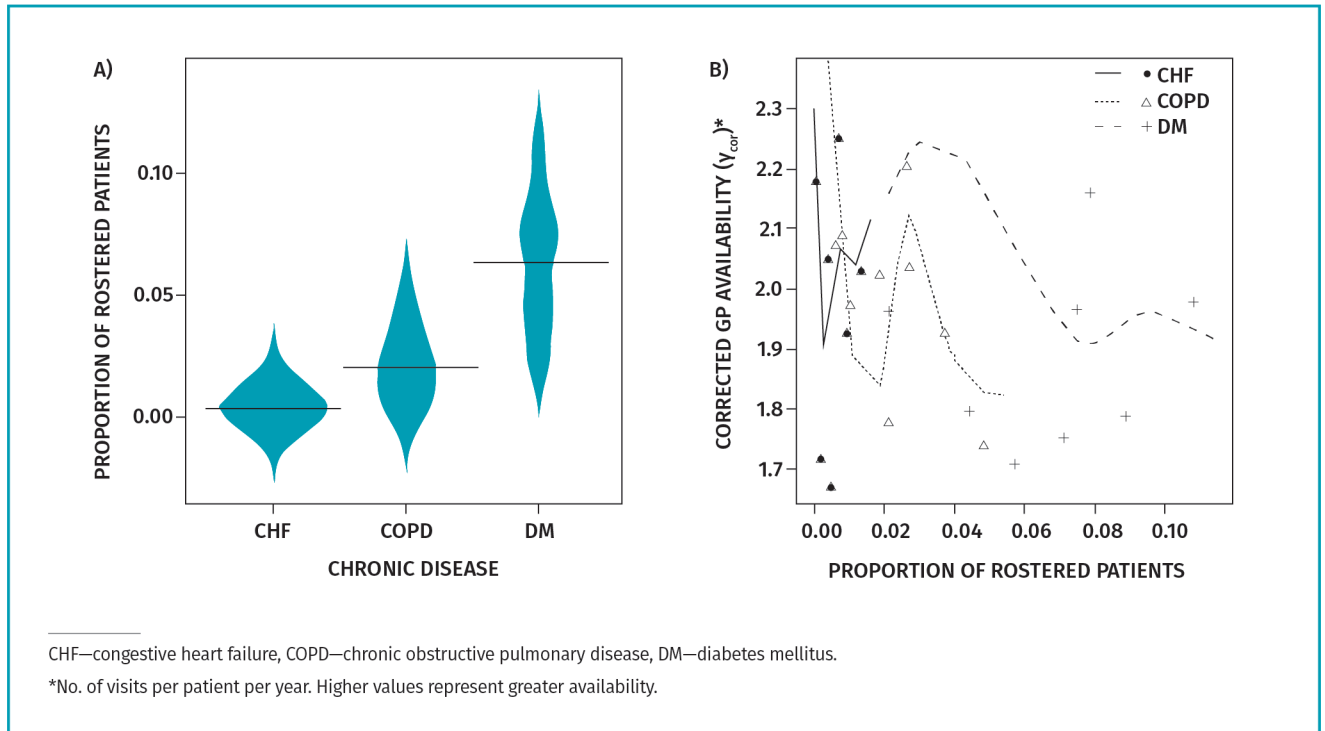 A)
PROPORTION OF ROSTERED PATIENTS
0.10
0.05
0.00
CHF
COPD
DM
CHRONIC DISEASE
B)
CORRECTED GP AVAILABILITY (γcor)*
2.3
2.2
2.1
2.0
1.9
1.8
1.7
CHF
COPD
DM
0.00
0.02
0.04
0.06
0.08
0.10
PROPORTION OF ROSTERED PATIENTS
CHF—congestive heart failure, COPD—chronic obstructive pulmonary disease, DM—diabetes mellitus.
*No. of visits per patient per year. Higher values represent greater availability.